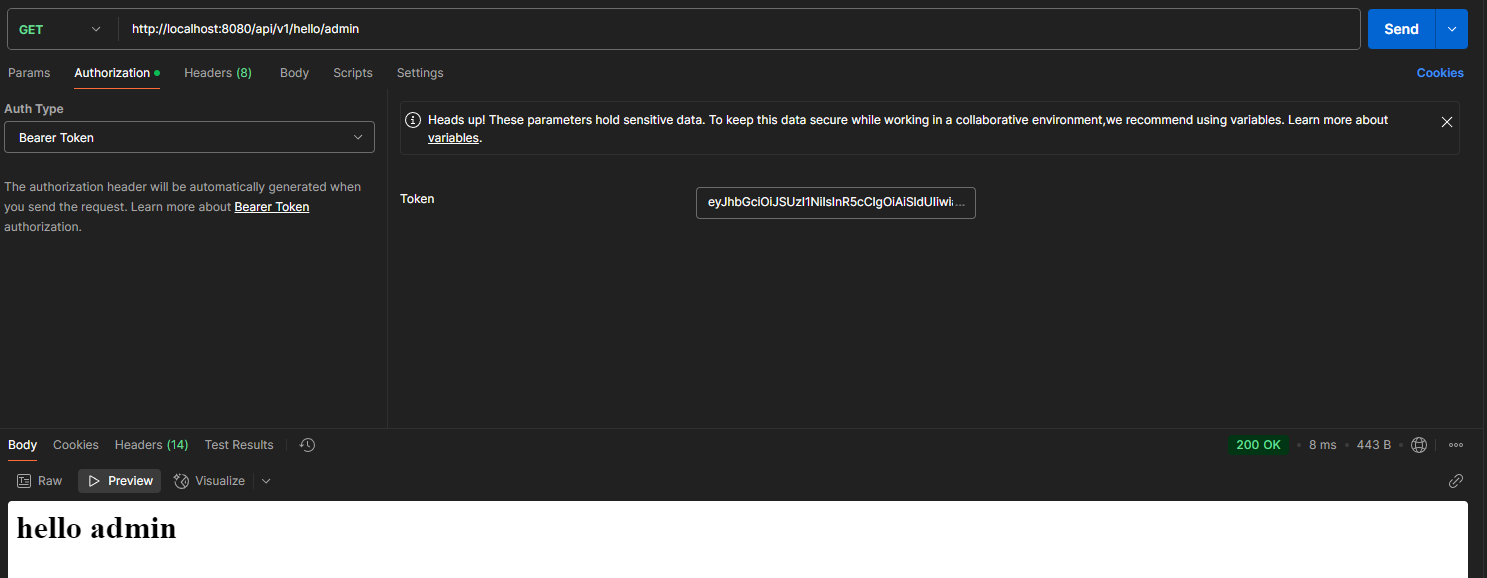 GET
http://localhost:8080/api/v1/hello/admin
Send
Params
Authorization
Headers (8)
Body
Scripts
Settings
Cookies
Auth Type
Bearer Token
The authorization header will be automatically generated when
you send the request. Learn more about Bearer Token
authorization.
Heads up! These parameters hold sensitive data. To keep this data secure while working in a collaborative environment,we recommend using variables. Learn more about
variables.
Token
eyJhbGciOiJSUzI1NiIsInR5cCIgOiAiSldUIiwia...
Body
Cookies
Headers (14)
Test Results
200 OK
8 ms
443 B
Raw
Preview
Visualize
hello admin